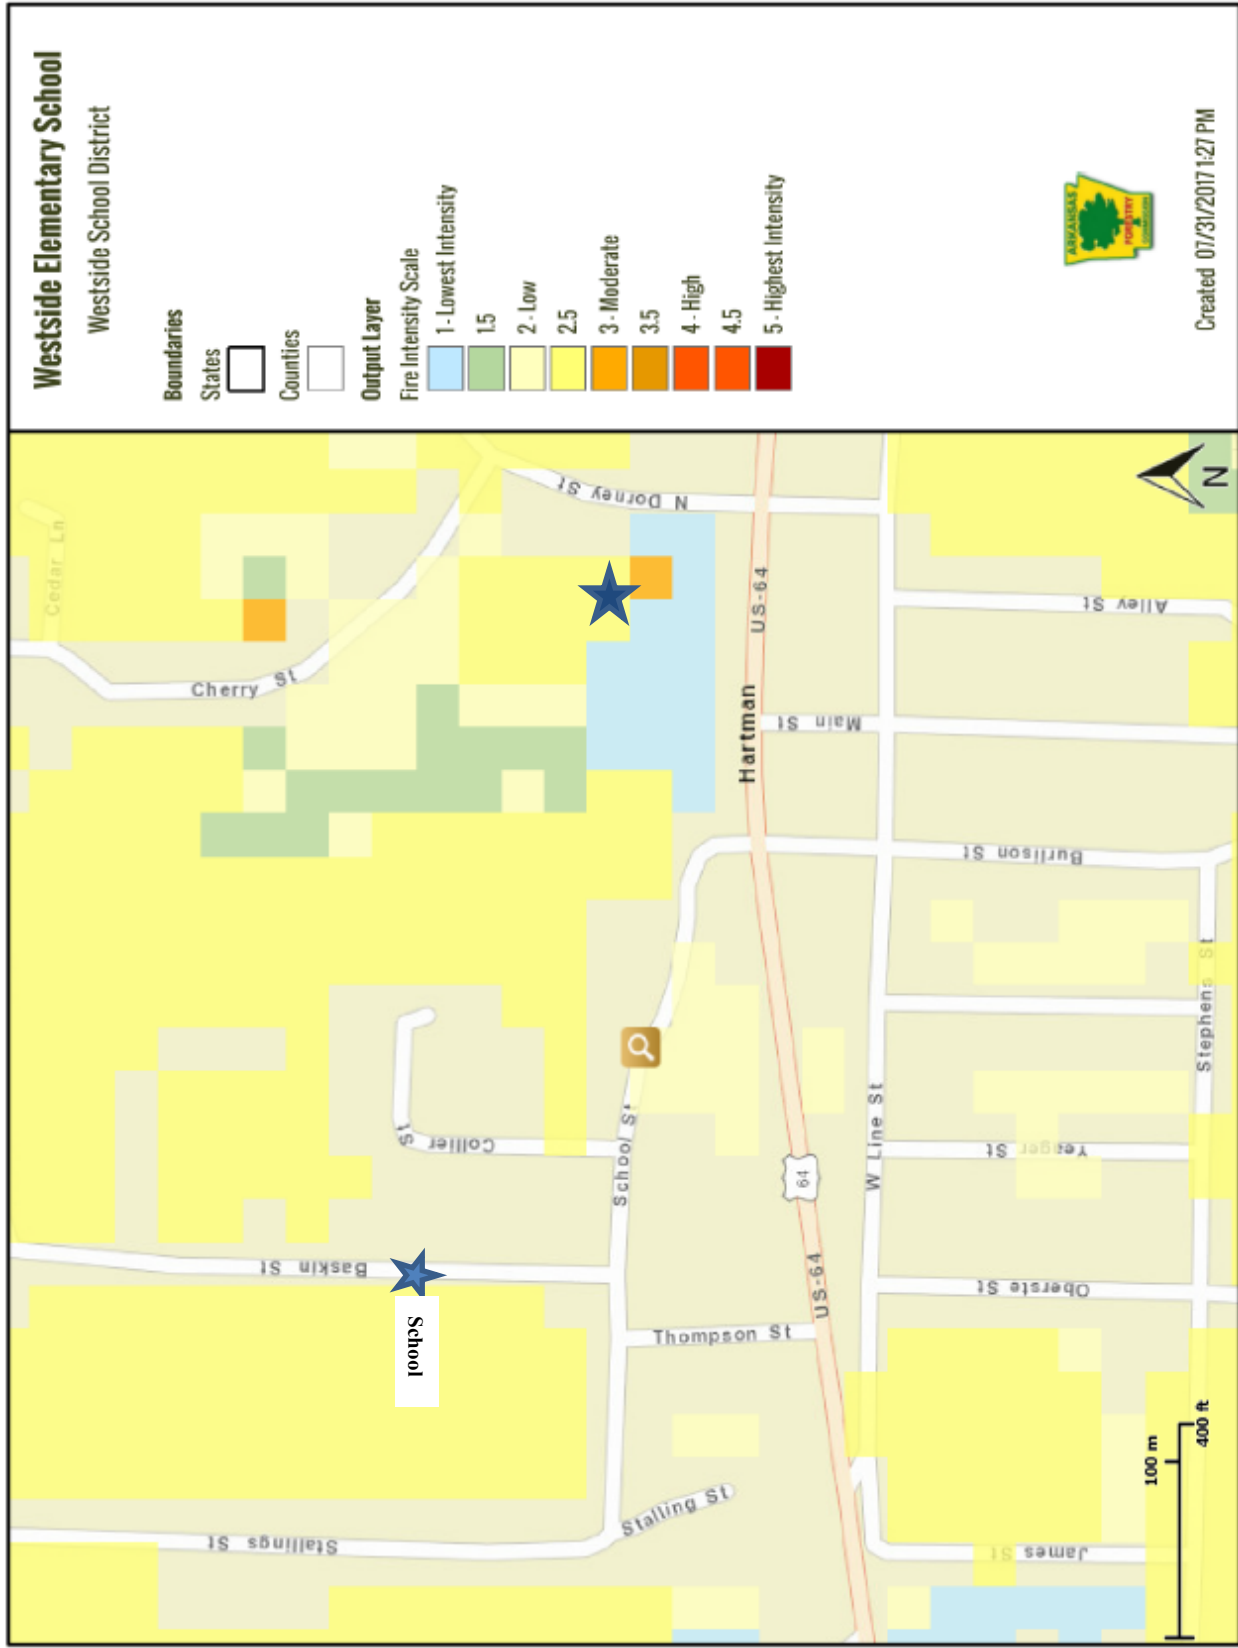 Westside Elementary School
Westside School District
Boundaries
States
Counties
Output Layer
Fire Intensity Scale
1 - Lowest Intensity
1.5
2 - Low
2.5
3 - Moderate
3.5
4 - High
4.5
5 - Highest Intensity
ARKANSAS
FORESTRY
COMMISSION
Created 07/31/2017 1:27 PM
Cedar Ln
Cherry St
N Dorney St
US-64
Hartman
Main St
Alley St
Burlison St
School St
Collier St
Baskin St
School
Thompson St
Stalling St
Stallings St
64
US-64
W Line St
Stephens St
Yeager St
Oberste St
James St
N
100 m
400 ft